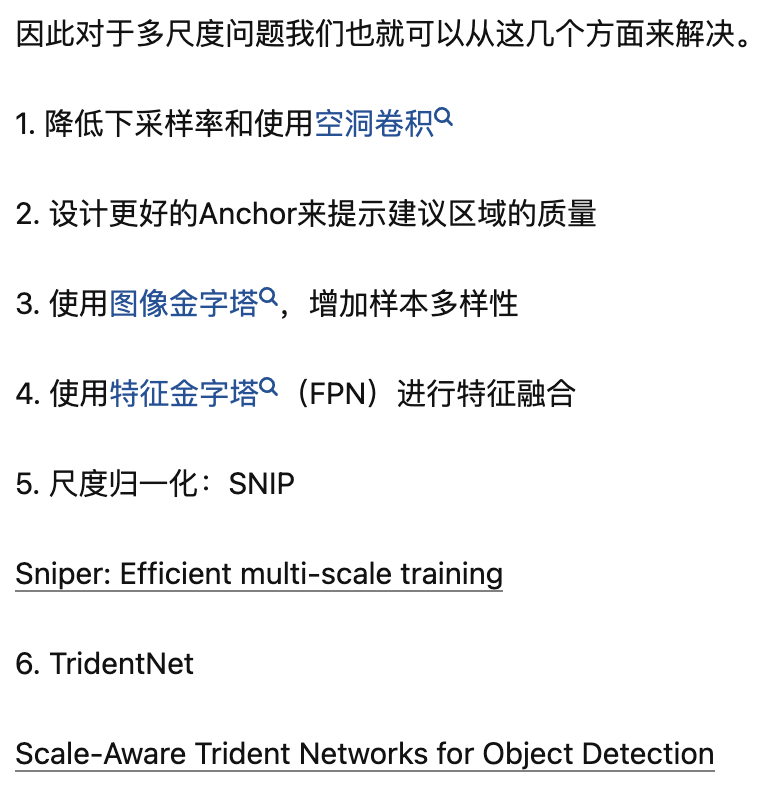 因此对于多尺度问题我们也就可以从这几个方面来解决。
1. 降低下采样率和使用空洞卷积
2. 设计更好的Anchor来提示建议区域的质量
3. 使用图像金字塔，增加样本多样性
4. 使用特征金字塔（FPN）进行特征融合
5. 尺度归一化：SNIP
Sniper: Efficient multi-scale training
6. TridentNet
Scale-Aware Trident Networks for Object Detection